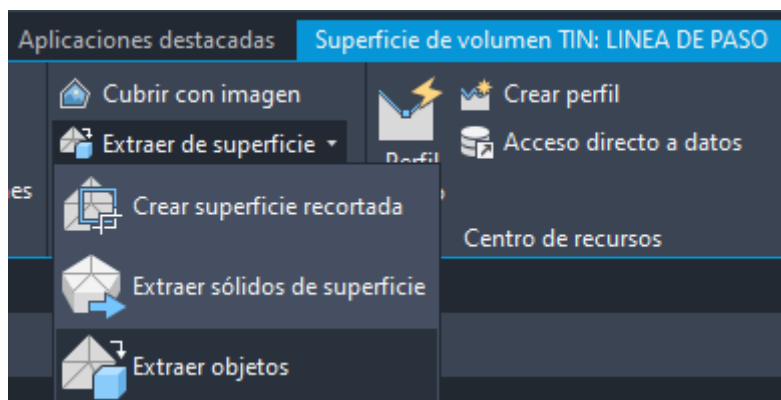 Aplicaciones destacadas
Superficie de volumen TIN: LINEA DE PASO
Cubrir con imagen
Extraer de superficie
Crear perfil
Acceso directo a datos
es
Perfil
Crear superficie recortada
Centro de recursos
Extraer sólidos de superficie
Extraer objetos